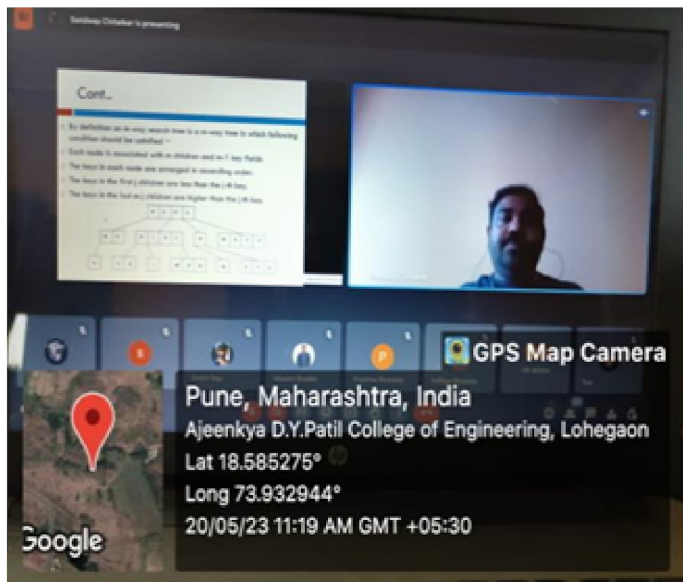 Sandeep Chitalkar is presenting
Cont...
By definition an m-way search tree is a m-way tree in which following
condition should be satisfied −
Each node is associated with m children and m-1 key fields
The keys in each node are arranged in ascending order.
The keys in the first j children are less than the j-th key.
The keys in the last m-j children are higher than the j-th key.
GPS Map Camera
Pune, Maharashtra, India
Ajeenkya D.Y.Patil College of Engineering, Lohegaon
Lat 18.585275°
Long 73.932944°
20/05/23 11:19 AM GMT +05:30
Google